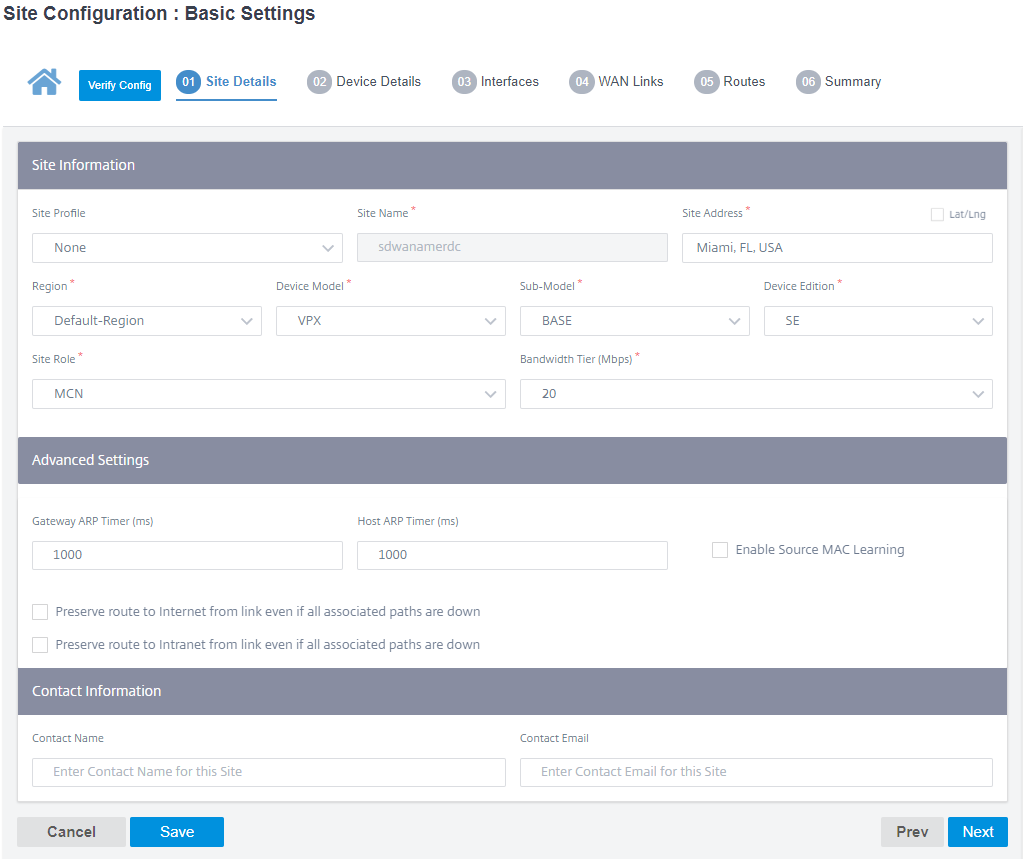 Site Configuration : Basic Settings
Verify Config
01 Site Details
02 Device Details
03 Interfaces
04 WAN Links
05 Routes
06 Summary
Site Information
Site Profile
Site Name *
Site Address *
Lat/Lng
None
sdwanamerdc
Miami, FL, USA
Region *
Device Model *
Sub-Model *
Device Edition *
Default-Region
VPX
BASE
SE
Site Role *
Bandwidth Tier (Mbps) *
MCN
20
Advanced Settings
Gateway ARP Timer (ms)
Host ARP Timer (ms)
1000
1000
Enable Source MAC Learning
Preserve route to Internet from link even if all associated paths are down
Preserve route to Intranet from link even if all associated paths are down
Contact Information
Contact Name
Contact Email
Enter Contact Name for this Site
Enter Contact Email for this Site
Cancel
Save
Prev
Next